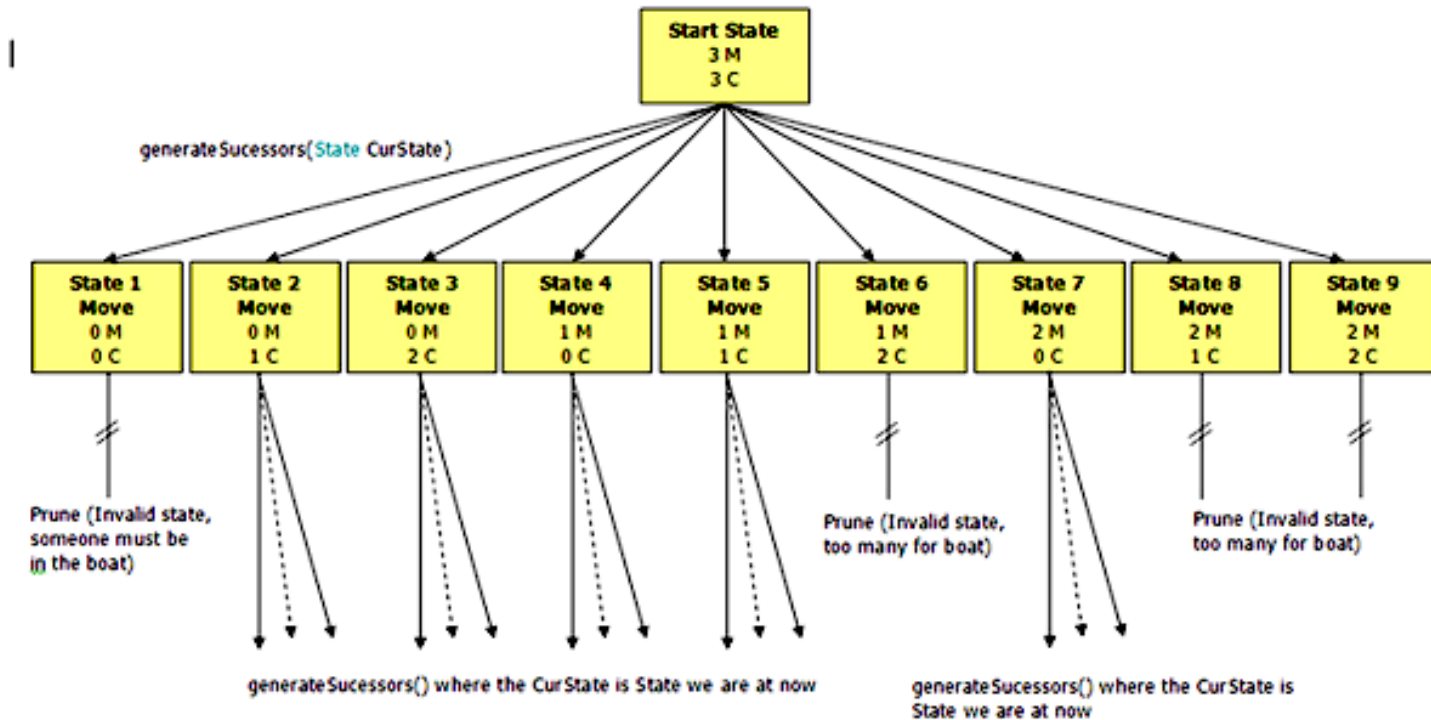 Start State
3 M
3 C
generateSucessors(State CurState)
State 1
Move
0 M
0 C
State 2
Move
0 M
1 C
State 3
Move
0 M
2 C
State 4
Move
1 M
0 C
State 5
Move
1 M
1 C
State 6
Move
1 M
2 C
State 7
Move
2 M
0 C
State 8
Move
2 M
1 C
State 9
Move
2 M
2 C
Prune (Invalid state,
someone must be
in the boat)
Prune (Invalid state,
too many for boat)
Prune (Invalid state,
too many for boat)
generateSucessors() where the CurState is State we are at now
generateSucessors() where the CurState is
State we are at now